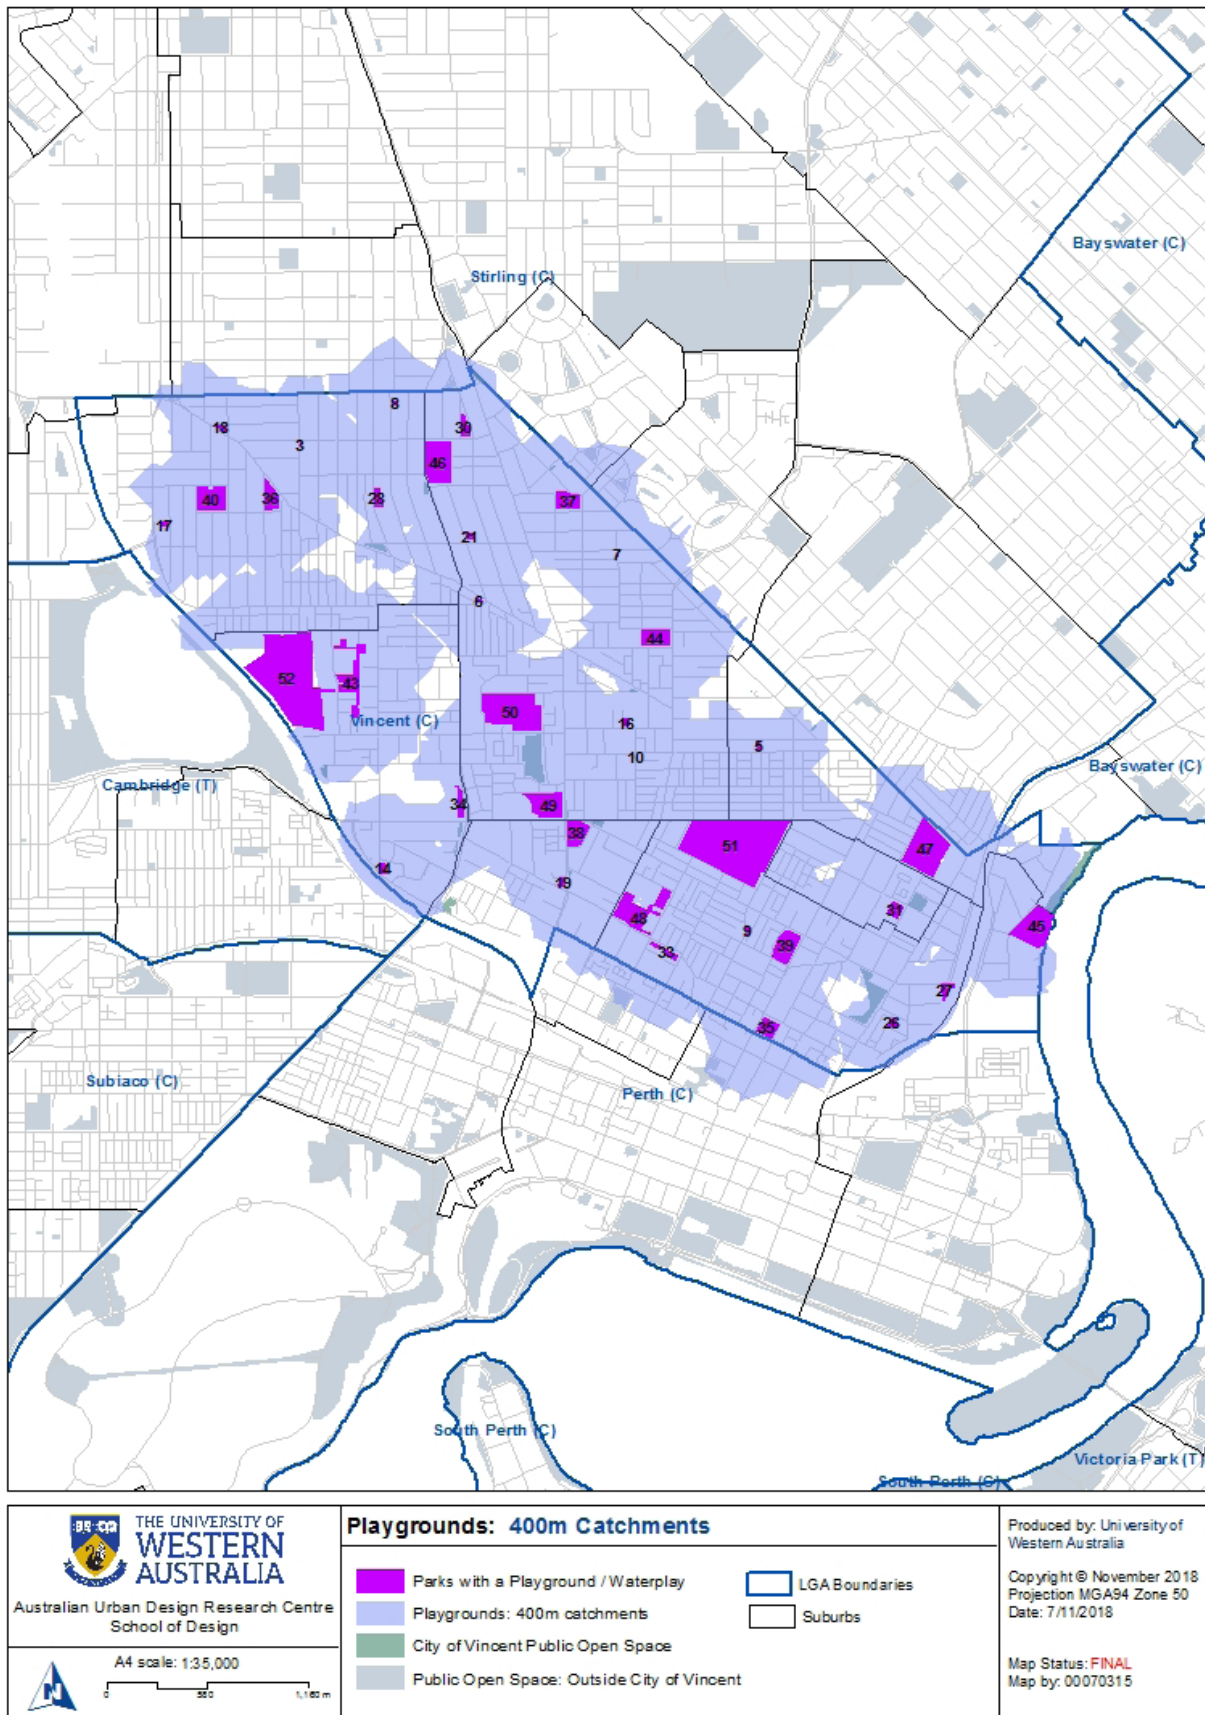 Bayswater (C)
Stirling (C)
8
18
30
3
46
40
36
28
37
17
21
7
6
44
52
43
50
Vincent (C)
16
5
10
Bayswater (C)
Cambridge (T)
34
49
38
51
47
14
19
31
48
45
9
39
33
27
26
35
Subiaco (C)
Perth (C)
South Perth (C)
Victoria Park (T)
South Perth (C)
THE UNIVERSITY OF
WESTERN
AUSTRALIA
Australian Urban Design Research Centre
School of Design
A4 scale: 1:35,000
N
0 550 1,160 m
Playgrounds: 400m Catchments
Parks with a Playground / Waterplay
Playgrounds: 400m catchments
City of Vincent Public Open Space
Public Open Space: Outside City of Vincent
LGA Boundaries
Suburbs
Produced by: University of
Western Australia
Copyright © November 2018
Projection MGA94 Zone 50
Date: 7/11/2018
Map Status: FINAL
Map by: 00070315